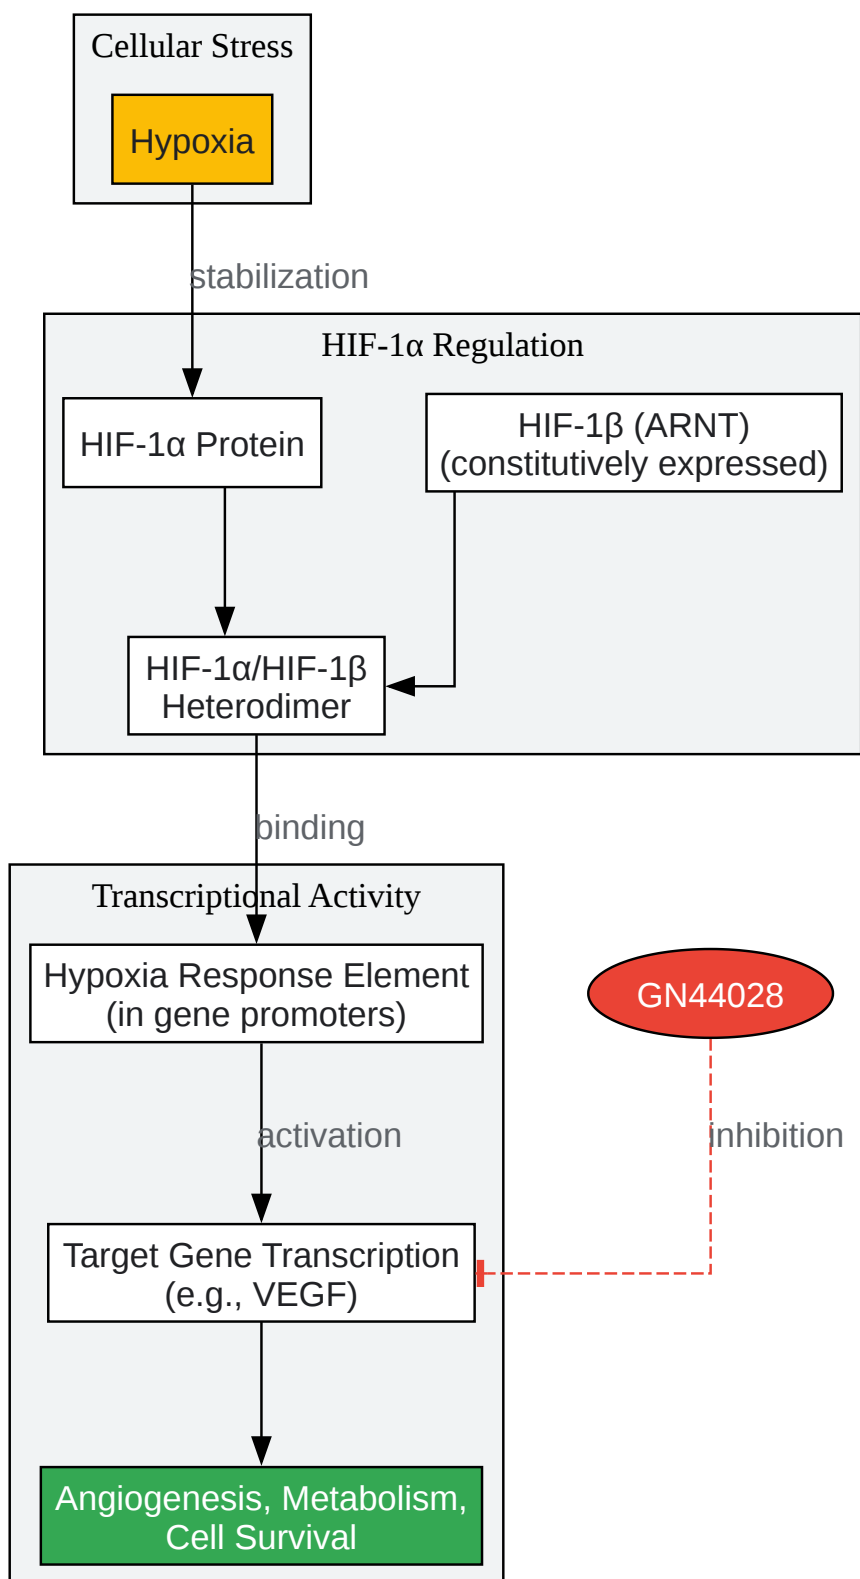 Cellular Stress
Hypoxia
stabilization
HIF-1α Regulation
HIF-1α Protein
HIF-1β (ARNT)
(constitutively expressed)
HIF-1α/HIF-1β
Heterodimer
binding
Transcriptional Activity
Hypoxia Response Element
(in gene promoters)
GN44028
activation
inhibition
Target Gene Transcription
(e.g., VEGF)
Angiogenesis, Metabolism,
Cell Survival